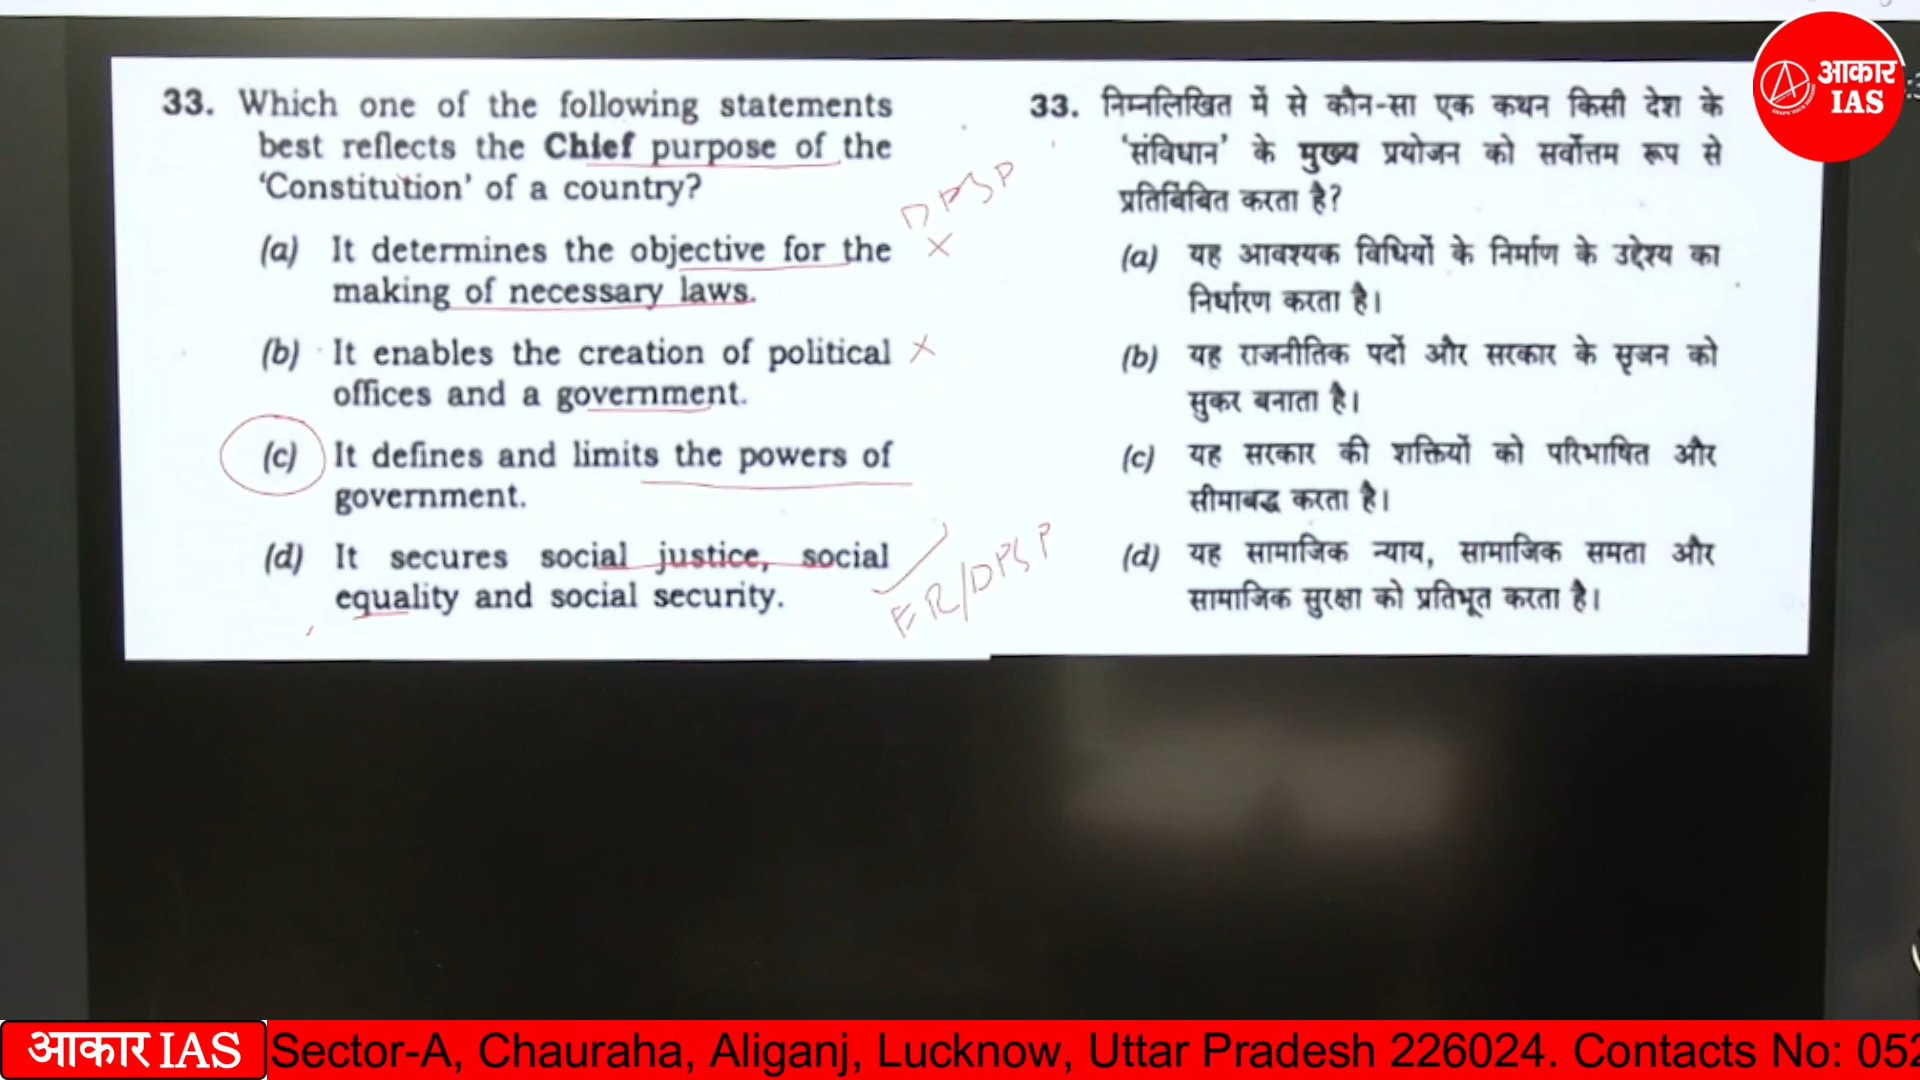 33. Which one of the following statements
best reflects the Chief purpose of the
‘Constitution’ of a country?
DPSP
(a) It determines the objective for the
making of necessary laws.
(b) It enables the creation of political
offices and a government.
(c) It defines and limits the powers of
government.
(d) It secures social justice, social
equality and social security.
FR/DPSP
33. निम्नलिखित में से कौन-सा एक कथन किसी देश के
‘संविधान’ के मुख्य प्रयोजन को सर्वोत्तम रूप से
प्रतिबिंबित करता है?
(a) यह आवश्यक विधियों के निर्माण के उद्देश्य का
निर्धारण करता है।
(b) यह राजनीतिक पदों और सरकार के सृजन को
सुकर बनाता है।
(c) यह सरकार की शक्तियों को परिभाषित और
सीमाबद्ध करता है।
(d) यह सामाजिक न्याय, सामाजिक समता और
सामाजिक सुरक्षा को प्रतिभूत करता है।
आकार
IAS
आकार IAS
Sector-A, Chauraha, Aliganj, Lucknow, Uttar Pradesh 226024. Contacts No: 052